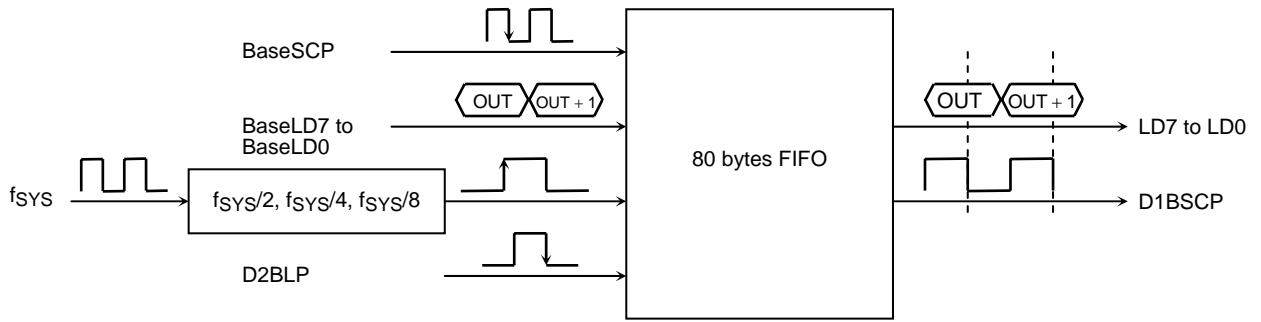 BaseSCP
OUT OUT + 1
BaseLD7 to
BaseLD0
80 bytes FIFO
OUT OUT + 1
LD7 to LD0
fSYS
fSYS/2, fSYS/4, fSYS/8
D1BSCP
D2BLP